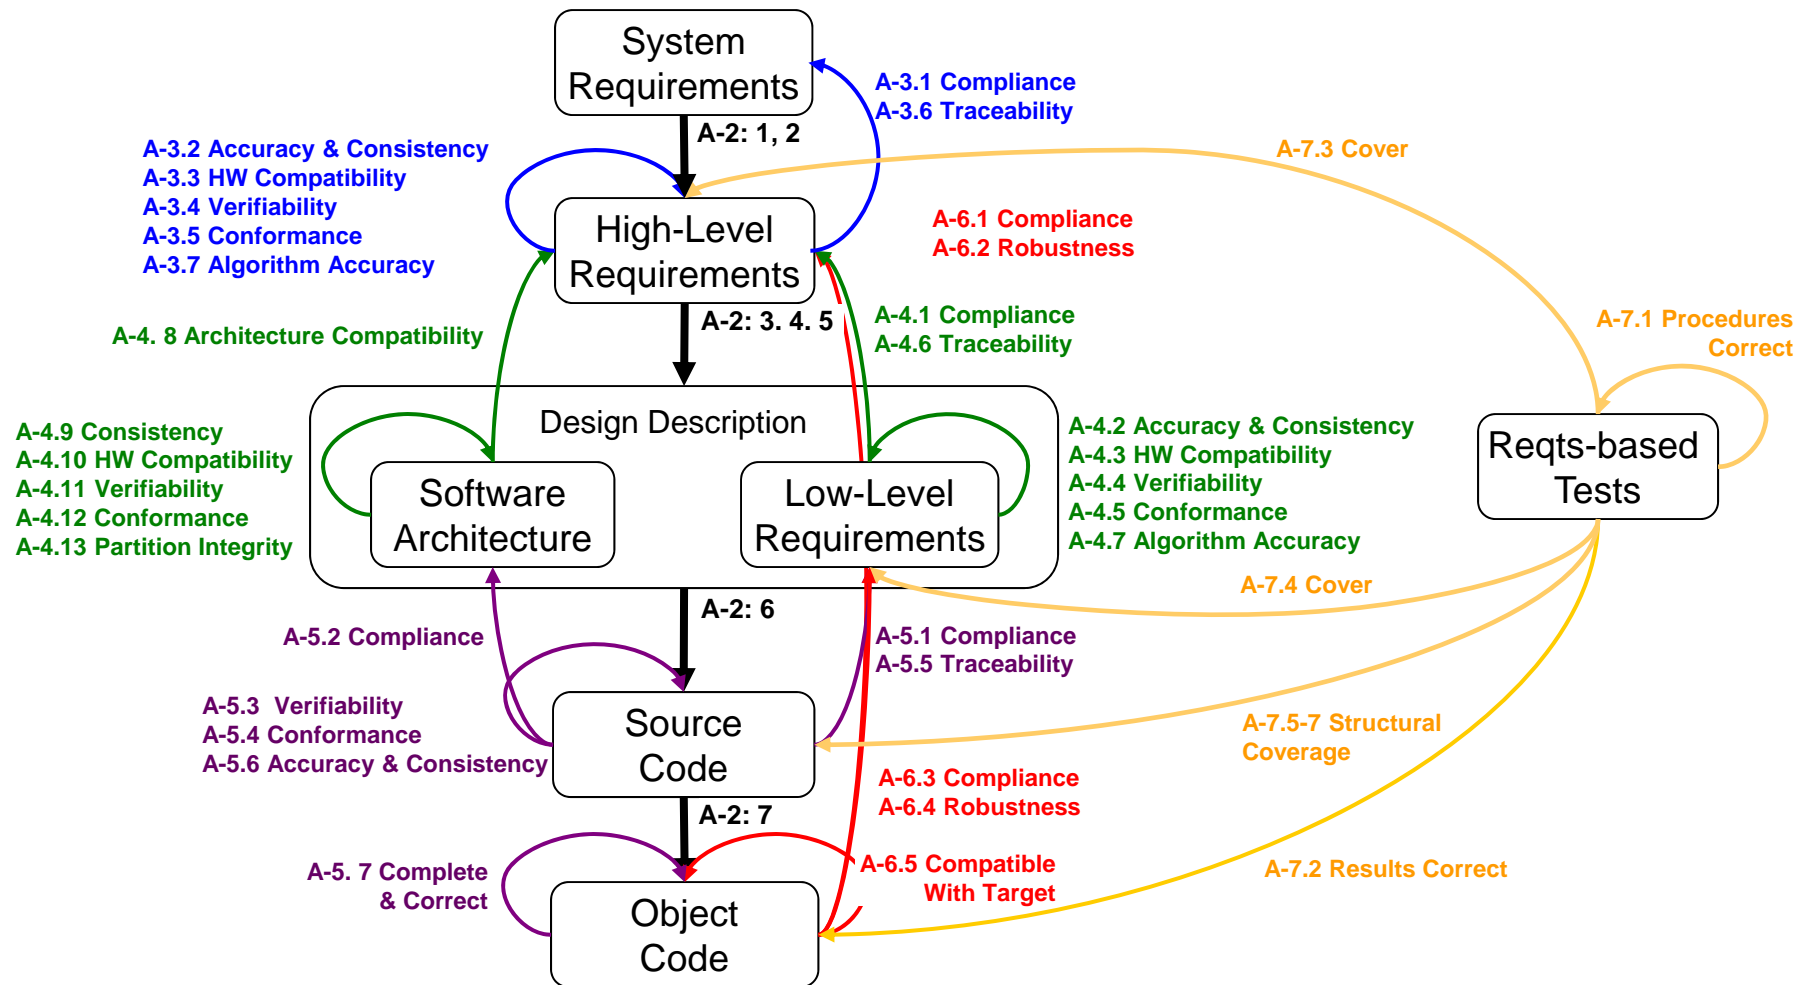 System
Requirements
A-3.1 Compliance
A-3.6 Traceability
A-2: 1, 2
A-3.2 Accuracy & Consistency
A-3.3 HW Compatibility
A-3.4 Verifiability
A-3.5 Conformance
A-3.7 Algorithm Accuracy
A-7.3 Cover
High-Level
Requirements
A-6.1 Compliance
A-6.2 Robustness
A-2: 3. 4. 5
A-4. 8 Architecture Compatibility
A-4.1 Compliance
A-4.6 Traceability
A-7.1 Procedures
Correct
Design Description
A-4.9 Consistency
A-4.10 HW Compatibility
A-4.11 Verifiability
A-4.12 Conformance
A-4.13 Partition Integrity
Software
Architecture
Low-Level
Requirements
A-4.2 Accuracy & Consistency
A-4.3 HW Compatibility
A-4.4 Verifiability
A-4.5 Conformance
A-4.7 Algorithm Accuracy
Reqts-based
Tests
A-7.4 Cover
A-2: 6
A-5.2 Compliance
A-5.1 Compliance
A-5.5 Traceability
A-5.3  Verifiability
A-5.4 Conformance
A-5.6 Accuracy & Consistency
Source
Code
A-7.5-7 Structural
Coverage
A-6.3 Compliance
A-6.4 Robustness
A-2: 7
A-5. 7 Complete
& Correct
A-6.5 Compatible
With Target
A-7.2 Results Correct
Object
Code